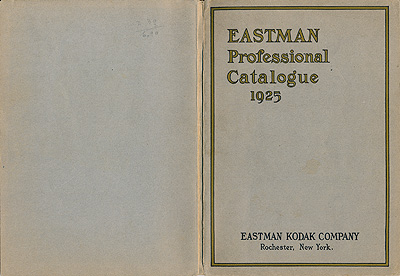 EASTMAN
Professional
Catalogue
1925
EASTMAN KODAK COMPANY
Rochester, New York.